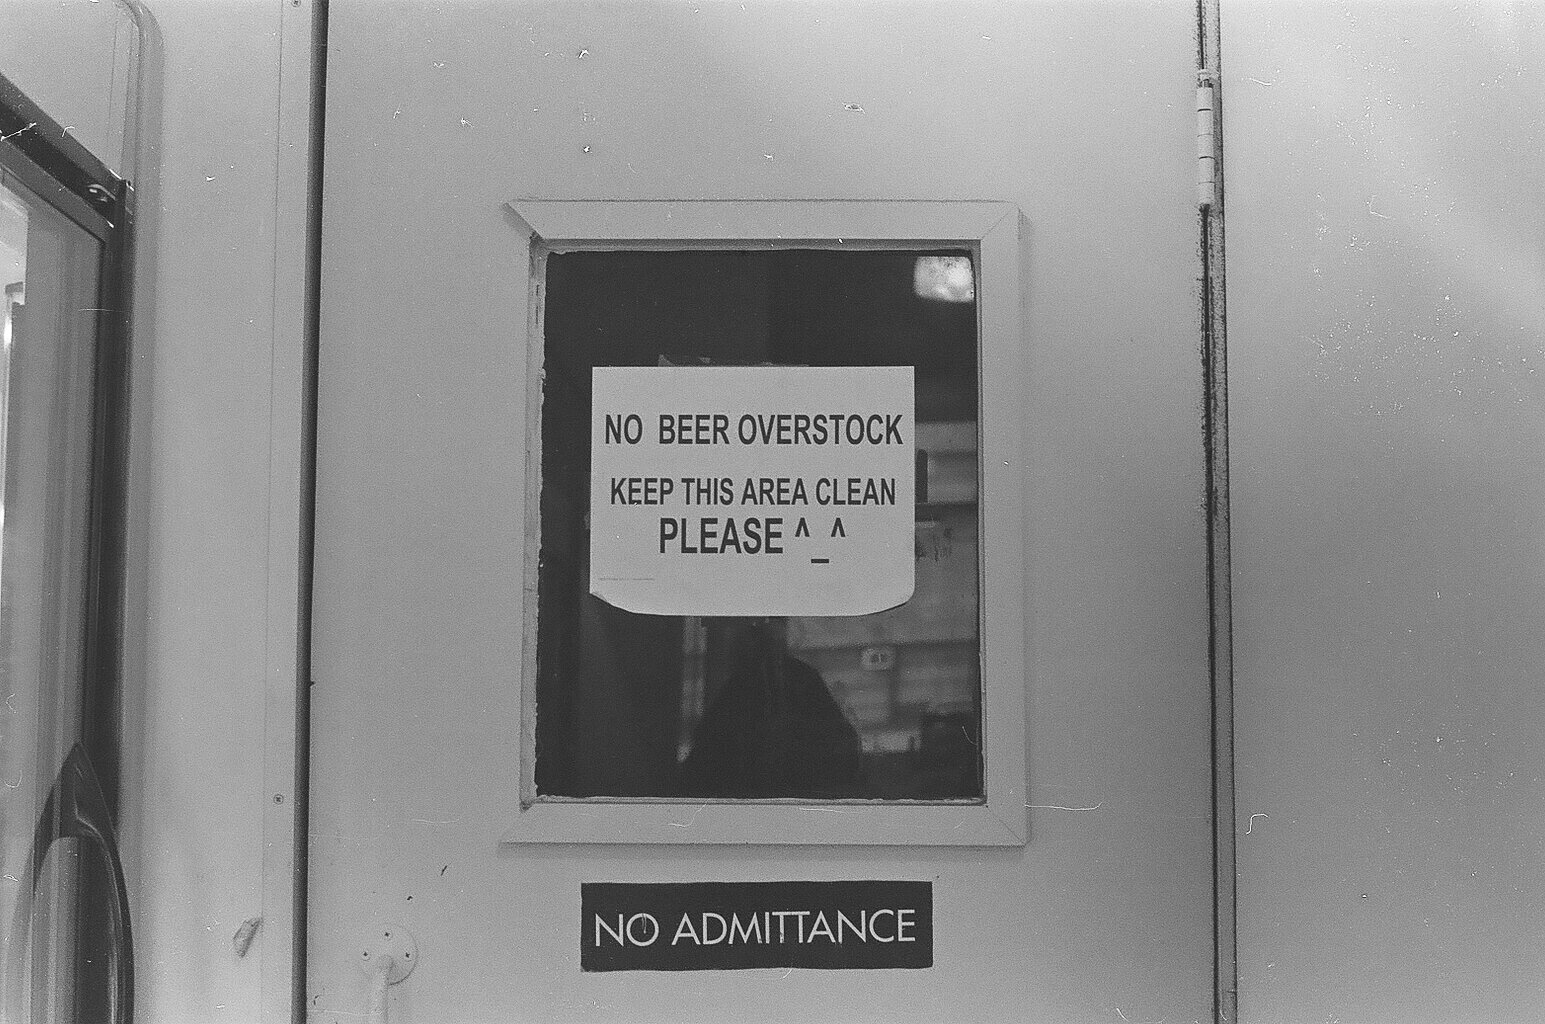 NO BEER OVERSTOCK
KEEP THIS AREA CLEAN
PLEASE ^_^
NO ADMITTANCE